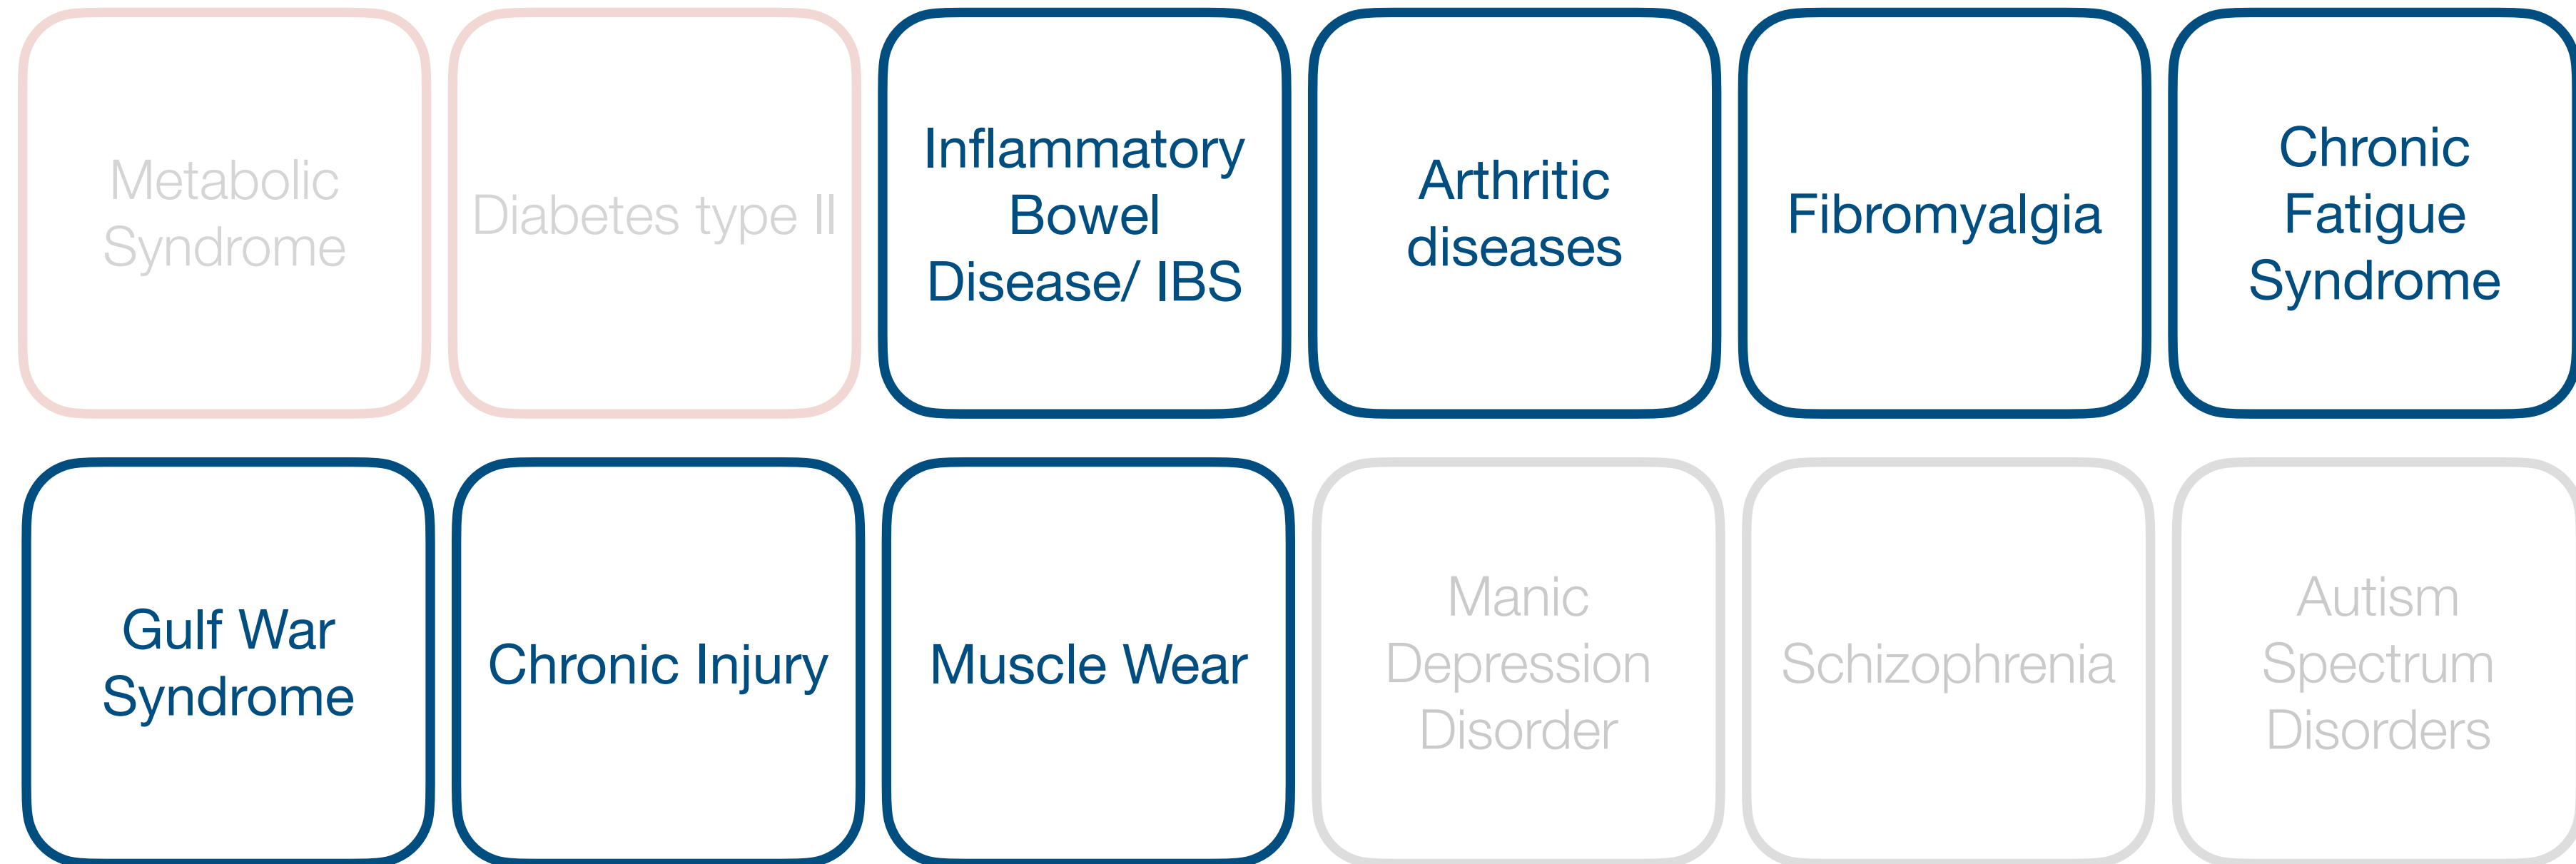 Metabolic
Syndrome
Diabetes type II
Inflammatory
Bowel
Disease/ IBS
Arthritic
diseases
Fibromyalgia
Chronic
Fatigue
Syndrome
Gulf War
Syndrome
Chronic Injury
Muscle Wear
Manic
Depression
Disorder
Schizophrenia
Autism
Spectrum
Disorders